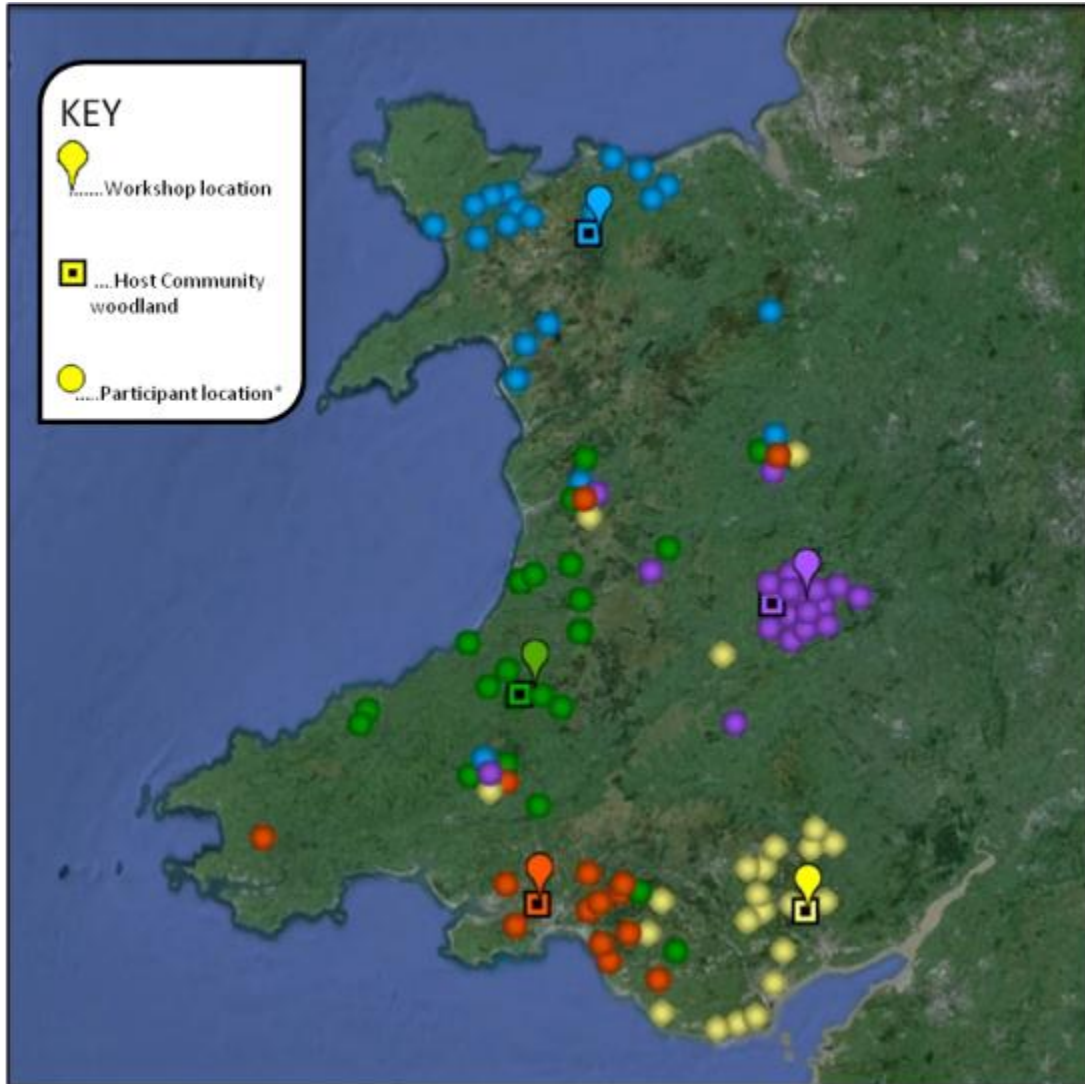 KEY
.......Workshop location
....Host Community
woodland
.....Participant location*